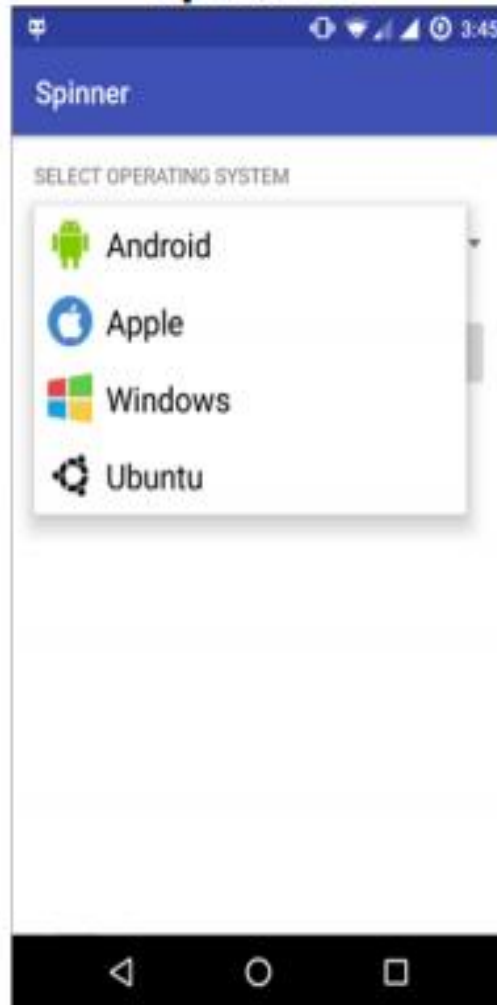 3:45
Spinner
SELECT OPERATING SYSTEM
Android
Apple
Windows
Ubuntu